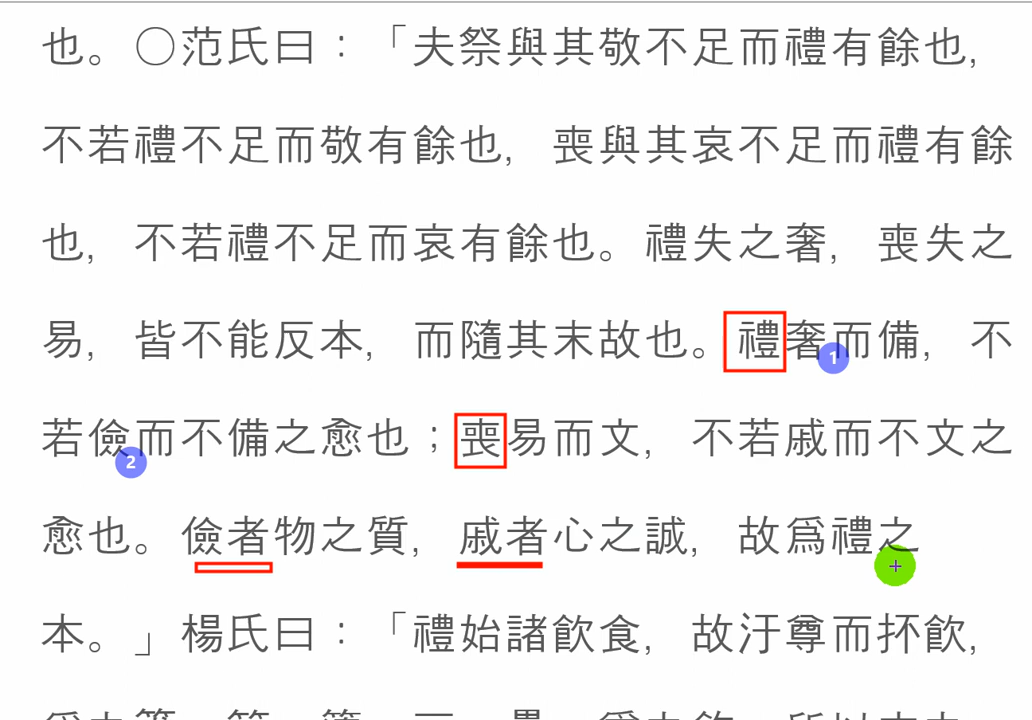 也。○范氏曰：「夫祭與其敬不足而禮有餘也,
不若禮不足而敬有餘也, 喪與其哀不足而禮有餘
也, 不若禮不足而哀有餘也。禮失之奢, 喪失之
易, 皆不能反本, 而隨其末故也。禮奢而備, 不
1
若儉而不備之愈也；喪易而文, 不若戚而不文之
2
愈也。儉者物之質, 戚者心之誠, 故爲禮之
本。」楊氏曰：「禮始諸飲食, 故汙尊而抔飲,